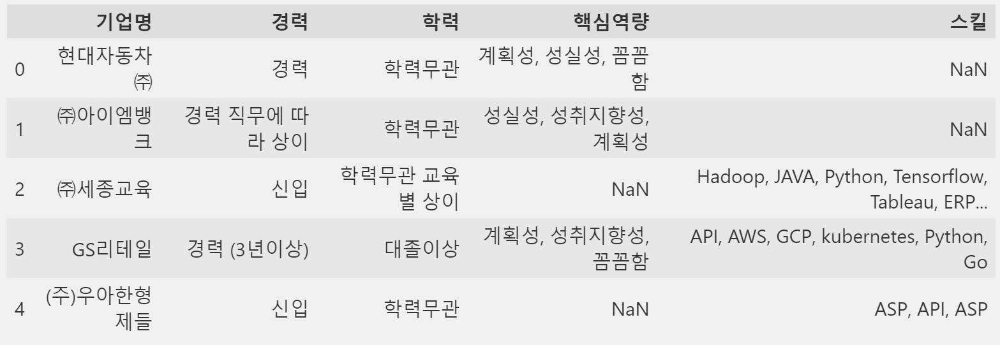 기업명 경력 학력 핵심역량 스킬
0 현대자동차㈜ 경력 학력무관 계획성, 성실성, 꼼꼼함 NaN
1 ㈜아이엠뱅크 경력 직무에 따라 상이 학력무관 성실성, 성취지향성, 계획성 NaN
2 ㈜세종교육 신입 학력무관 교육별 상이 NaN Hadoop, JAVA, Python, Tensorflow, Tableau, ERP...
3 GS리테일 경력 (3년이상) 대졸이상 계획성, 성취지향성, 꼼꼼함 API, AWS, GCP, kubernetes, Python, Go
4 (주)우아한형제들 신입 학력무관 NaN ASP, API, ASP